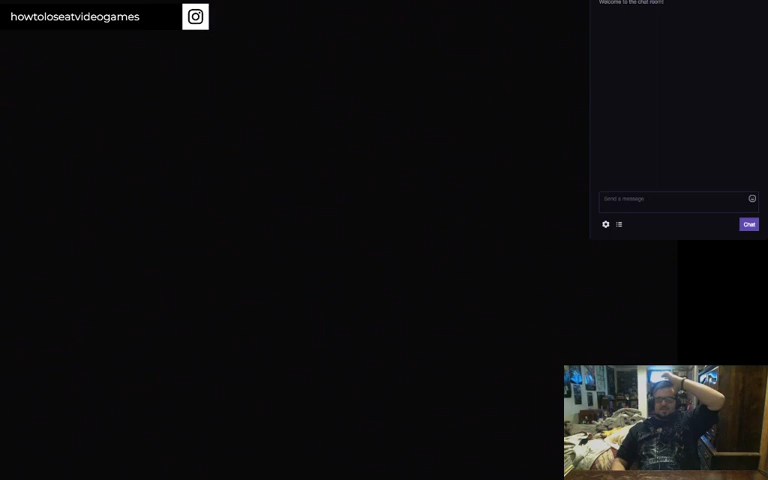 howtoloseatvideogames
Welcome to the chat room!
Send a message
Chat